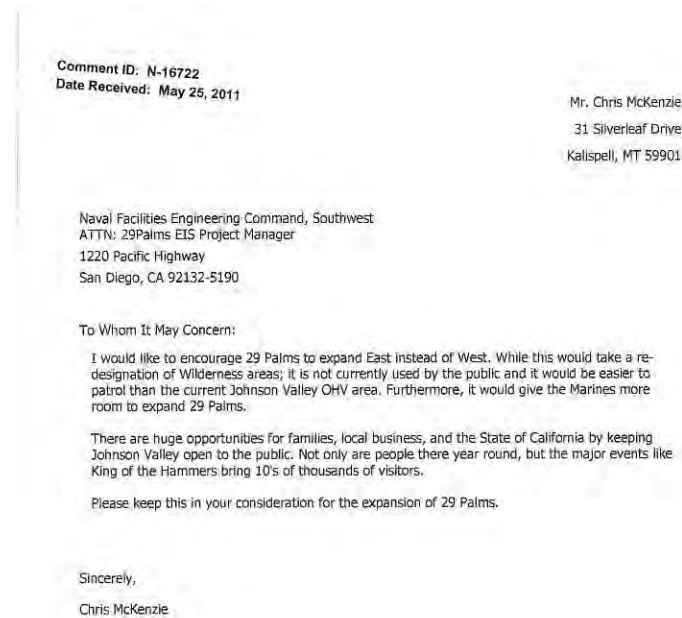 Comment ID: N-16722
Date Received: May 25, 2011
Mr. Chris McKenzie
31 Silverleaf Drive
Kalispell, MT 59901
Naval Facilities Engineering Command, Southwest
ATTN: 29Palms EIS Project Manager
1220 Pacific Highway
San Diego, CA 92132-5190
To Whom It May Concern:
I would like to encourage 29 Palms to expand East instead of West. While this would take a re-
designation of Wilderness areas; it is not currently used by the public and it would be easier to
patrol than the current Johnson Valley OHV area. Furthermore, it would give the Marines more
room to expand 29 Palms.
There are huge opportunities for families, local business, and the State of California by keeping
Johnson Valley open to the public. Not only are people there year round, but the major events like
King of the Hammers bring 10's of thousands of visitors.
Please keep this in your consideration for the expansion of 29 Palms.
Sincerely,
Chris McKenzie